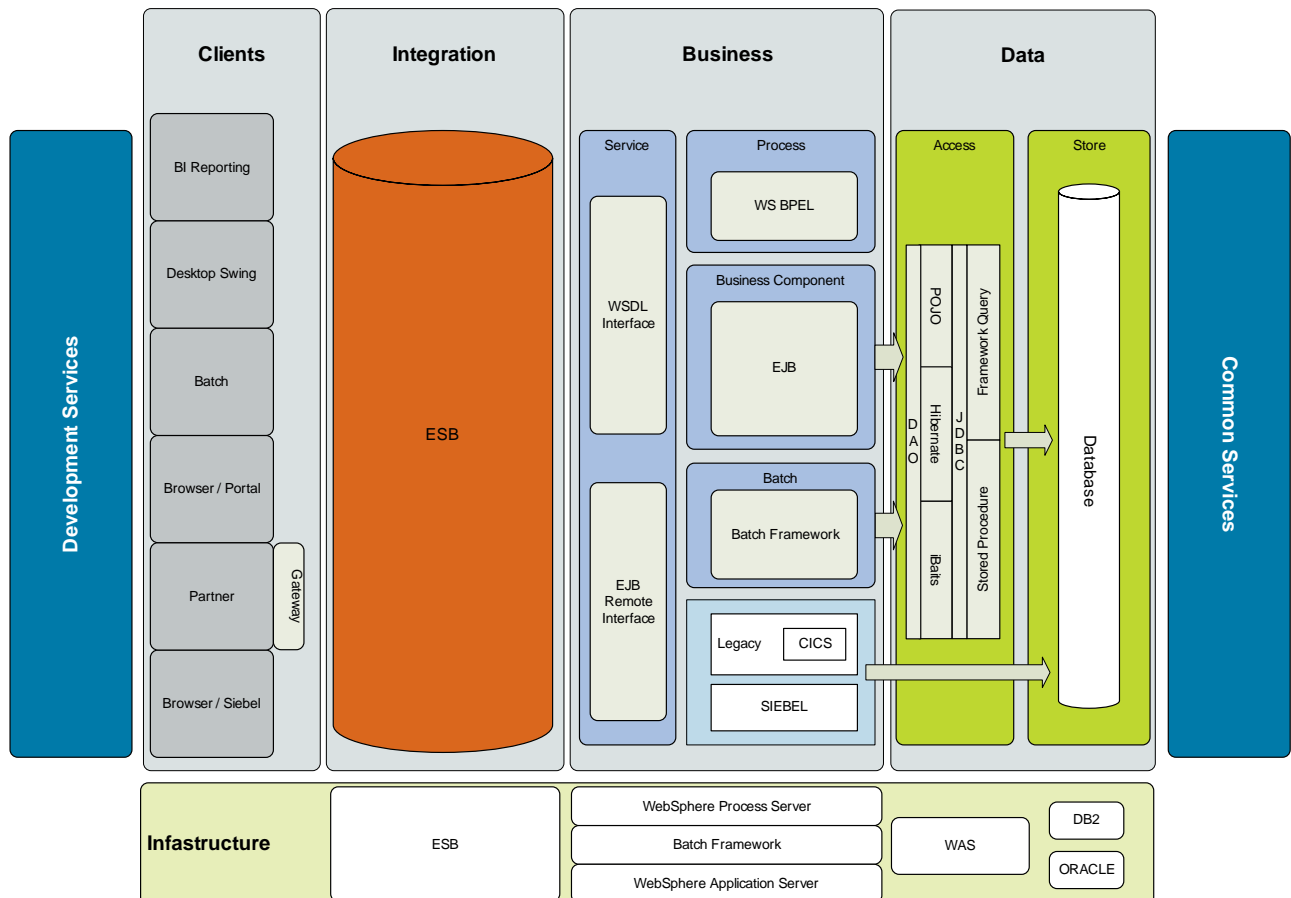 Clients
Integration
Business
Data
Development Services
BI Reporting
Desktop Swing
Batch
Browser / Portal
Partner
Gateway
Browser / Siebel
ESB
Service
WSDL
Interface
EJB
Remote
Interface
Process
WS BPEL
Business Component
EJB
Batch
Batch Framework
Legacy
CICS
SIEBEL
Access
DAO
POJO
Hibernate
iBaits
JDBC
Framework Query
Stored Procedure
Store
Database
Common Services
Infastructure
ESB
WebSphere Process Server
Batch Framework
WebSphere Application Server
WAS
DB2
ORACLE